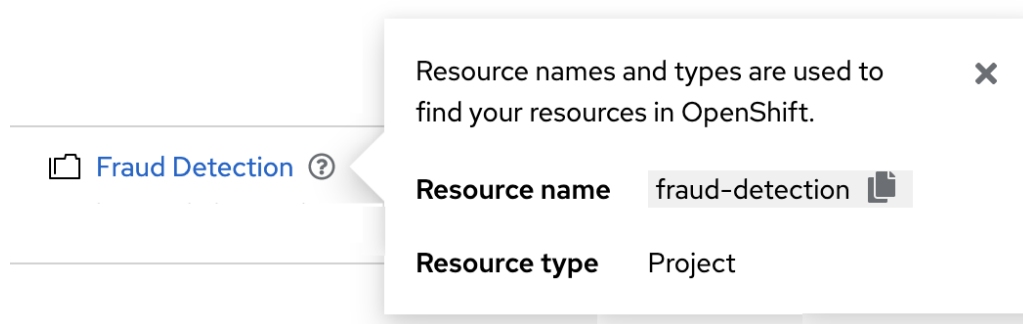 Resource names and types are used to
find your resources in OpenShift.
Fraud Detection
Resource name fraud-detection
Resource type Project